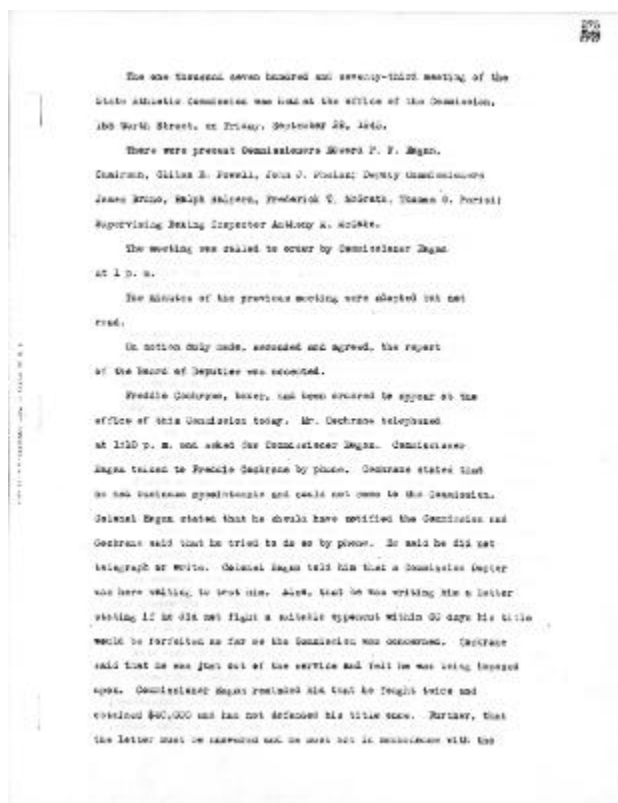 The one thousand seven hundred and seventy-third meeting of the
State Athletic Commission was held at the office of the Commission,
Worth Street, on Friday, September 28, 1945.
There were present Commissioners Edward P. F. Eagan,
Chairman, Clilan B. Powell, John J. Phelan; Deputy Commissioners
James Bruno, Ralph Halpern, Frederick McGrath, Thomas Parisi;
Supervising Boxing Inspector Anthony
The meeting was called to order by Commissioner Eagan
at 1 p. m.
The minutes of the previous meeting were adopted but not
read.
On motion duly made, seconded and agreed, the report
of the Board of Deputies was accepted.
Freddie Cochrane, boxer, had been ordered to appear at the
office of this Commission today. Mr. Cochrane telephoned
at 1:10 p. m. and asked for Commissioner Eagan. Commissioner
Eagan talked to Freddie Cochrane by phone. Cochrane stated that
he had business appointments and could not come to the Commission.
Colonel Eagan stated that he should have notified the Commission and
Cochrane said that he tried to do so by phone. He said he did not
telegraph or write. Colonel Eagan told him that a Commission Doctor
was here waiting to test him. Also, that he was writing him a letter
stating if he did not fight a suitable opponent within 60 days his title
would be forfeited as far as the Commission was concerned. Cochrane
said that he was just out of the service and felt he was being imposed
upon. Commissioner Eagan reminded him that he fought twice and
obtained $40,000 and has not defended his title once. Further, that
the letter must be answered and he must act in accordance with the